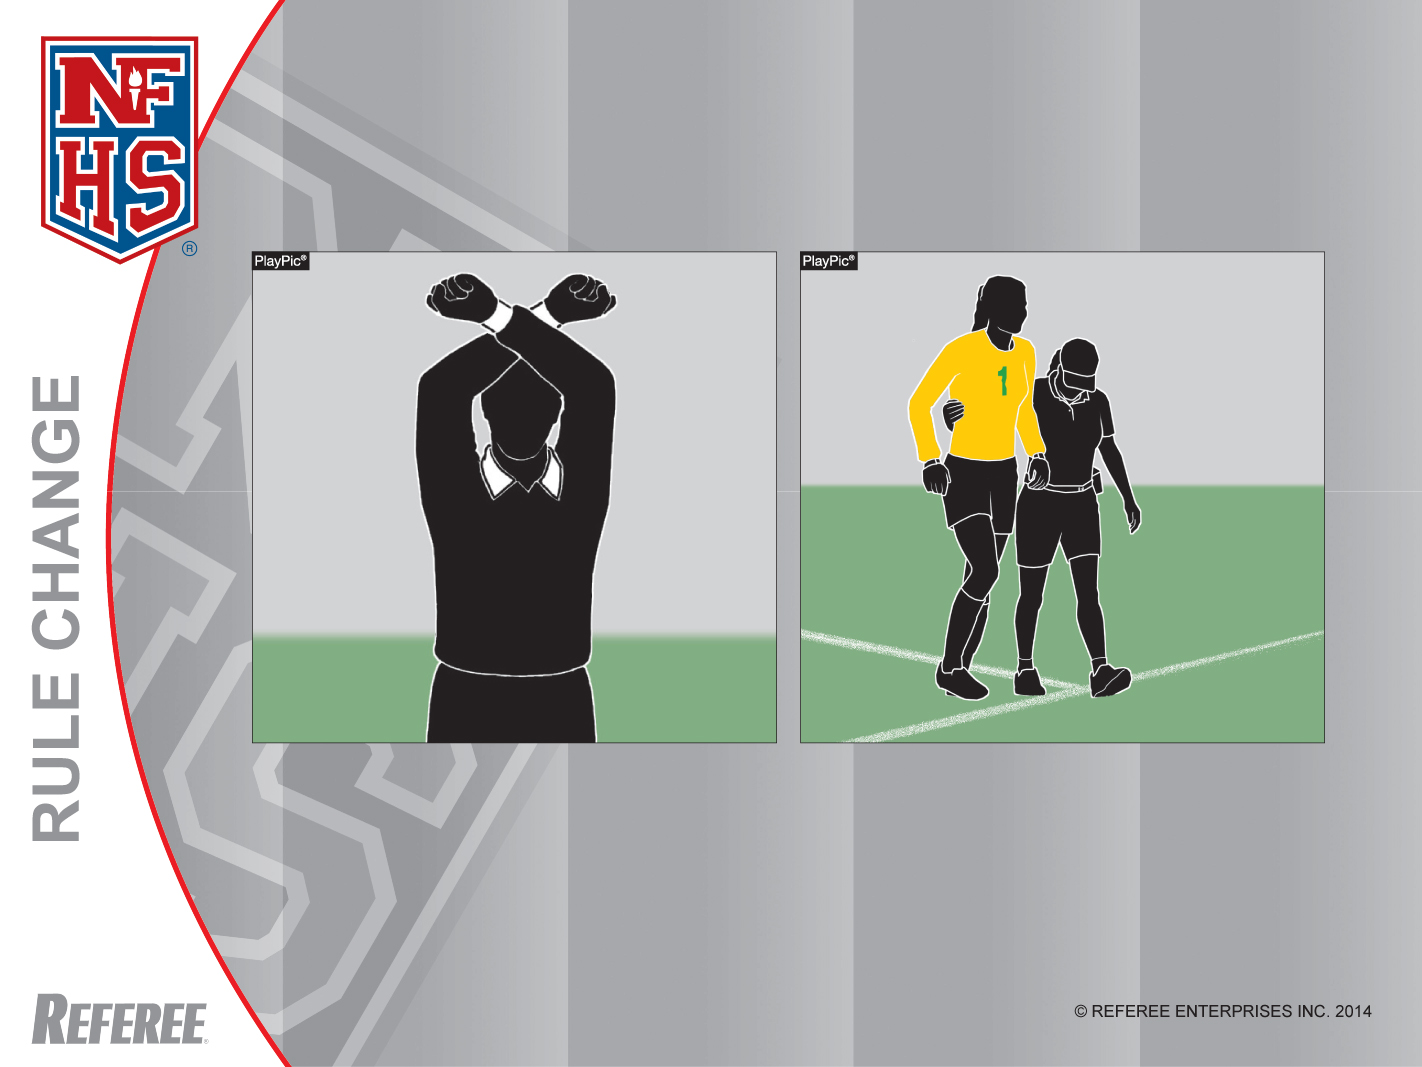 NF
HS
®
RULE CHANGE
PlayPic®
PlayPic®
1
REFEREE®
© REFEREE ENTERPRISES INC. 2014